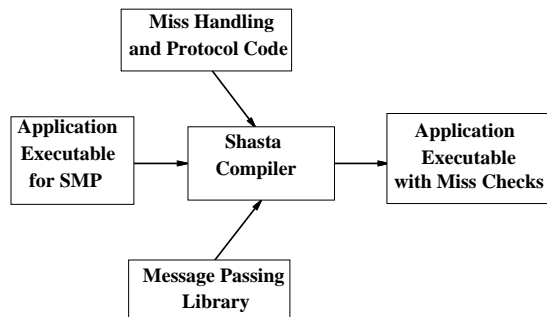 Miss Handling
and Protocol Code
Application
Executable
for SMP
Shasta
Compiler
Application
Executable
with Miss Checks
Message Passing
Library